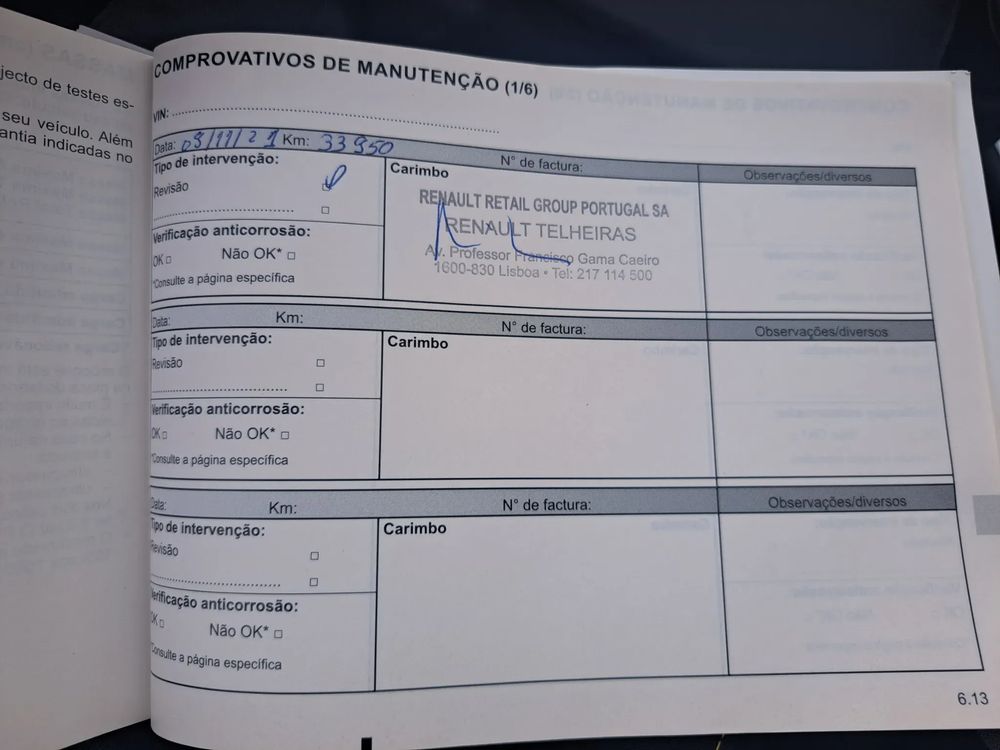 jecto de testes es-
seu veículo. Além
antia indicadas no
COMPROVATIVOS DE MANUTENÇÃO (1/6)
VIN:
Data: 09/11/21 Km: 33950 N° de factura: Observações/diversos
Tipo de intervenção:
Carimbo
Revisão
RENAULT RETAIL GROUP PORTUGAL SA
RENAULT TELHEIRAS
Av. Professor Francisco Gama Caeiro
1600-830 Lisboa • Tel: 217 114 500
Verificação anticorrosão:
OK □ Não OK* □
*Consulte a página específica
Data: Km: N° de factura: Observações/diversos
Tipo de intervenção:
Carimbo
Revisão □
□
Verificação anticorrosão:
OK □ Não OK* □
*Consulte a página específica
Data: Km: N° de factura: Observações/diversos
Tipo de intervenção:
Carimbo
Revisão □
□
Verificação anticorrosão:
OK □ Não OK* □
*Consulte a página específica
6.13